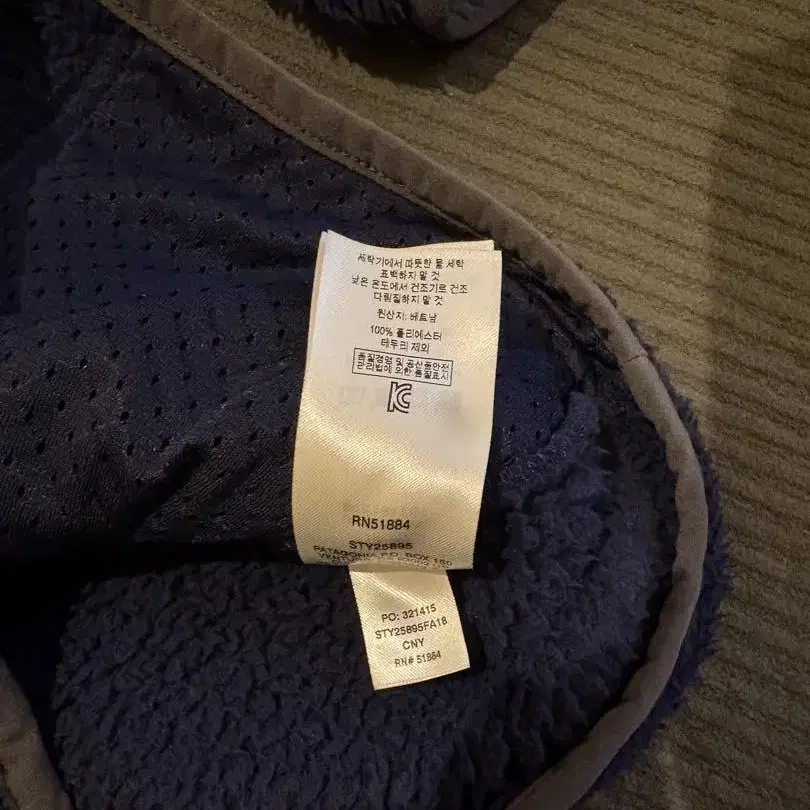 세탁기에서 따뜻한 물 세탁
표백하지 말 것
낮은 온도에서 건조기로 건조
다림질하지 말 것
원산지: 베트남
100% 폴리에스터
테두리 제외
품질경영 및 공산품안전
관리법에 의한 품질표시
RN51884
STY25895
PATAGONIA P.O. BOX 150
VENTURA
PO: 321415
STY25895FA18
CNY
RN# 51884